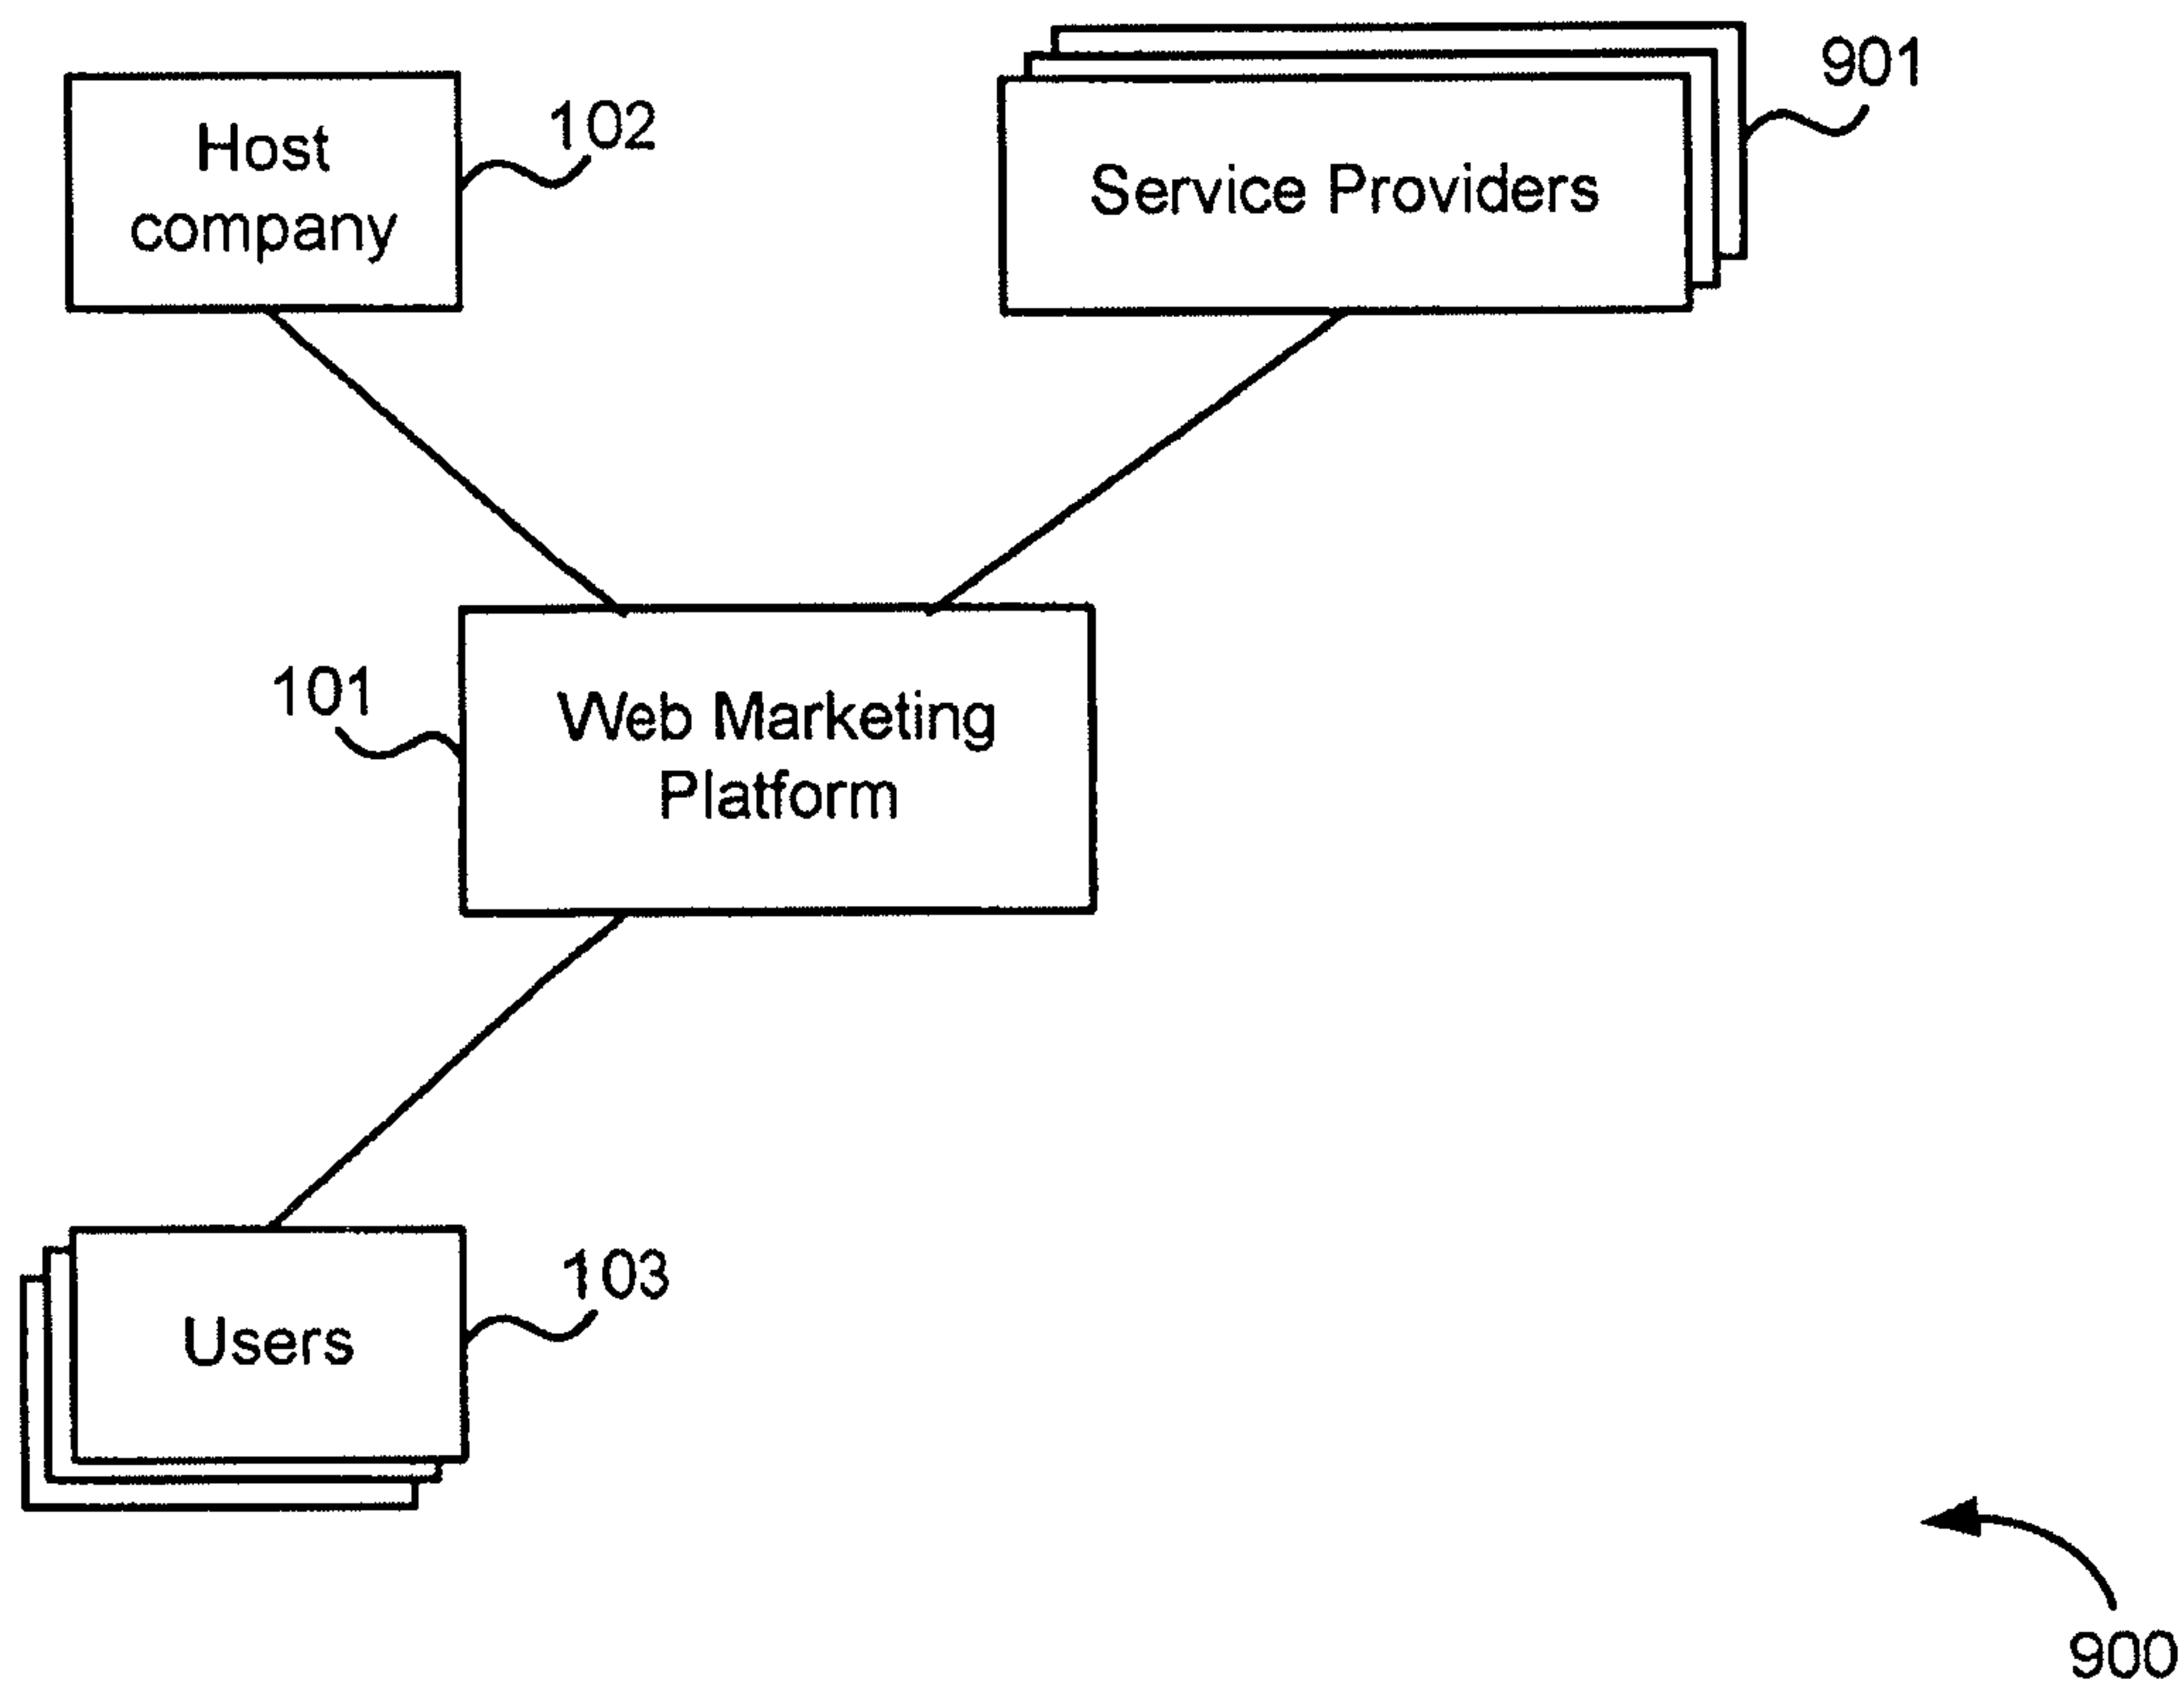 Host
company
102
Service Providers
901
101
Web Marketing
Platform
Users
103
900